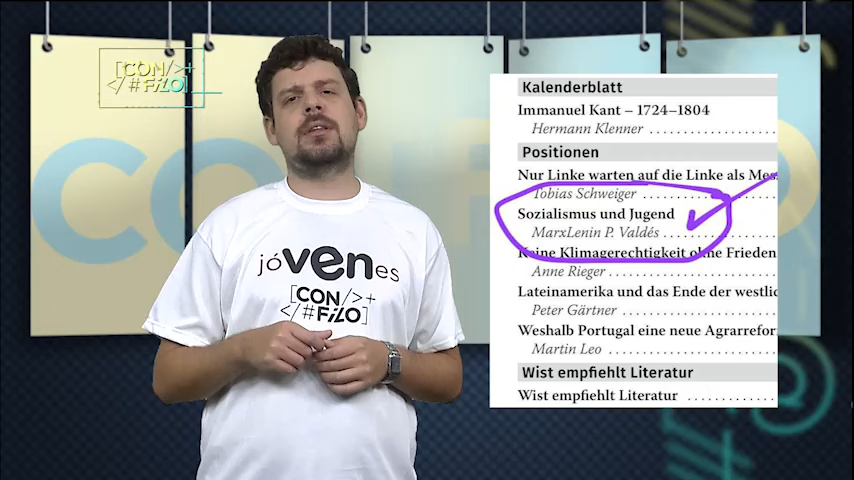 [CON/>+
</#FiLO]
jóVENes
[CON/>+
</#FiLO]
Kalenderblatt
Immanuel Kant – 1724–1804
Hermann Klenner
Positionen
Nur Linke warten auf die Linke als Mes
Tobias Schweiger
Sozialismus und Jugend
MarxLenin P. Valdés
Keine Klimagerechtigkeit ohne Frieden
Anne Rieger
Lateinamerika und das Ende der westlic
Peter Gärtner
Weshalb Portugal eine neue Agrarrefor
Martin Leo
Wist empfiehlt Literatur
Wist empfiehlt Literatur